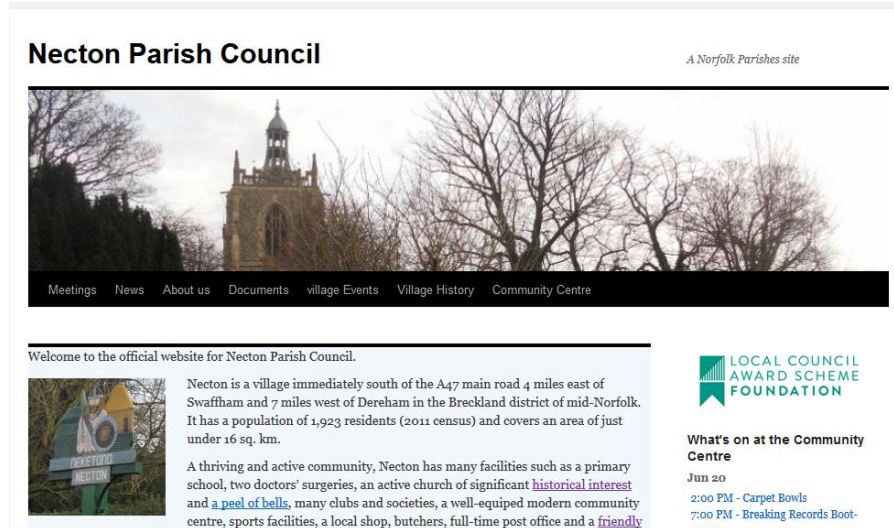 Necton Parish Council
A Norfolk Parishes site
Meetings News About us Documents village Events Village History Community Centre
Welcome to the official website for Necton Parish Council.
NEKETONA
NECTON
Necton is a village immediately south of the A47 main road 4 miles east of
Swaffham and 7 miles west of Dereham in the Breckland district of mid-Norfolk.
It has a population of 1,923 residents (2011 census) and covers an area of just
under 16 sq. km.
A thriving and active community, Necton has many facilities such as a primary
school, two doctors' surgeries, an active church of significant historical interest
and a peel of bells, many clubs and societies, a well-equiped modern community
centre, sports facilities, a local shop, butchers, full-time post office and a friendly
LOCAL COUNCIL
AWARD SCHEME
FOUNDATION
What's on at the Community
Centre
Jun 20
2:00 PM - Carpet Bowls
7:00 PM - Breaking Records Boot-